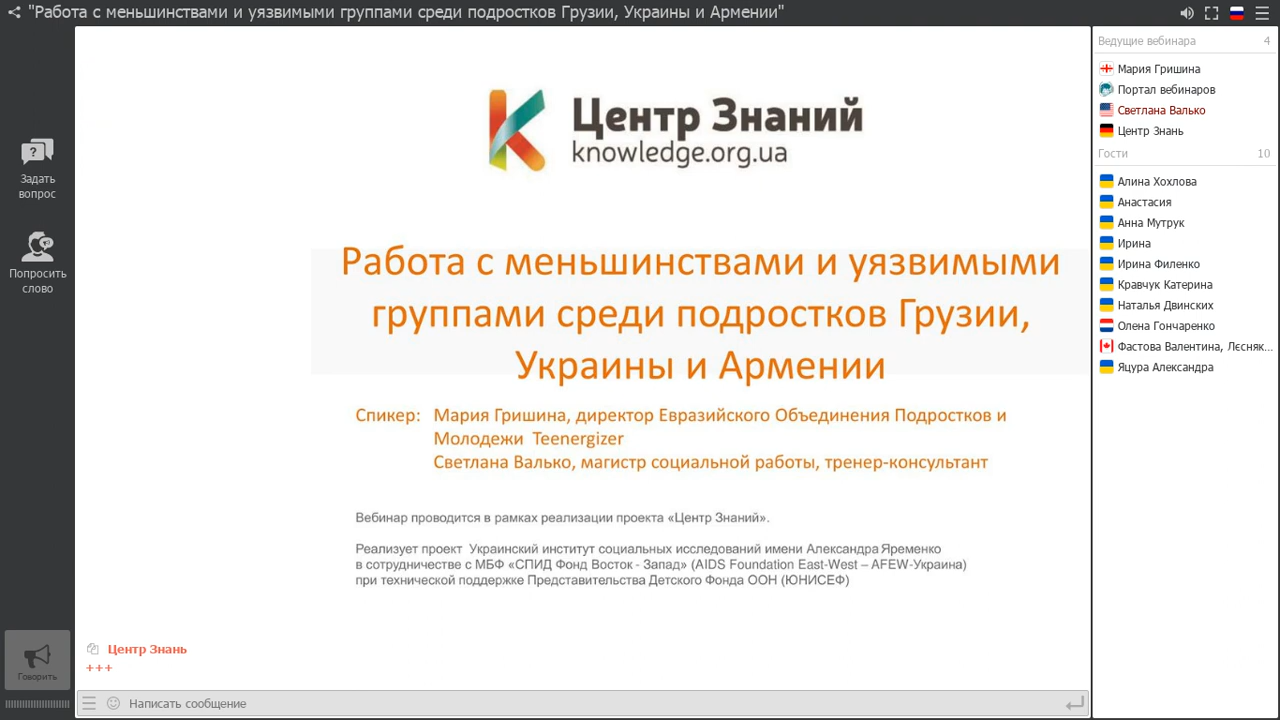 "Работа с меньшинствами и уязвимыми группами среди подростков Грузии, Украины и Армении"
Задать
вопрос
Попросить
слово
Говорить
Центр Знаний
knowledge.org.ua
Работа с меньшинствами и уязвимыми
группами среди подростков Грузии,
Украины и Армении
Спикер: Мария Гришина, директор Евразийского Объединения Подростков и
Молодежи Teenergizer
Светлана Валько, магистр социальной работы, тренер-консультант
Вебинар проводится в рамках реализации проекта «Центр Знаний».
Реализует проект Украинский институт социальных исследований имени Александра Яременко
в сотрудничестве с МБФ «СПИД Фонд Восток - Запад» (AIDS Foundation East-West – AFEW-Украина)
при технической поддержке Представительства Детского Фонда ООН (ЮНИСЕФ)
Центр Знань
+++
Написать сообщение
Ведущие вебинара 4
Мария Гришина
Портал вебинаров
Светлана Валько
Центр Знань
Гости 10
Алина Хохлова
Анастасия
Анна Мутрук
Ирина
Ирина Филенко
Кравчук Катерина
Наталья Двинских
Олена Гончаренко
Фастова Валентина, Лєсняк...
Яцура Александра